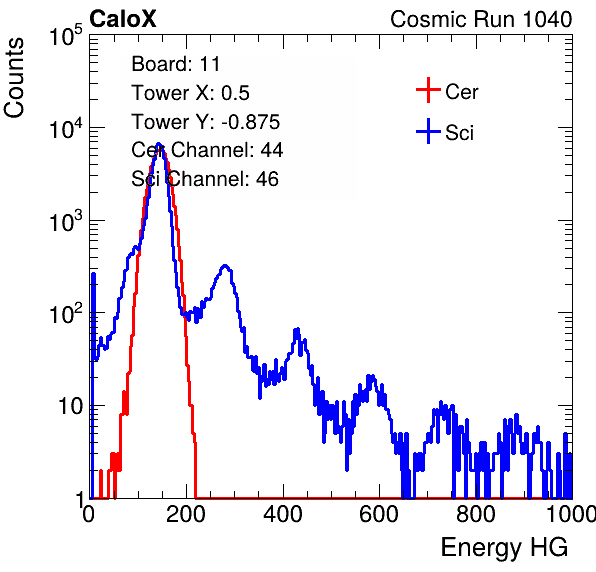 CaloX Cosmic Run 1040
Counts
10^5
Board: 11
Tower X: 0.5
Tower Y: -0.875
Cer Channel: 44
Sci Channel: 46
Cer
Sci
10^4
10^3
10^2
10
1
0 200 400 600 800 1000
Energy HG